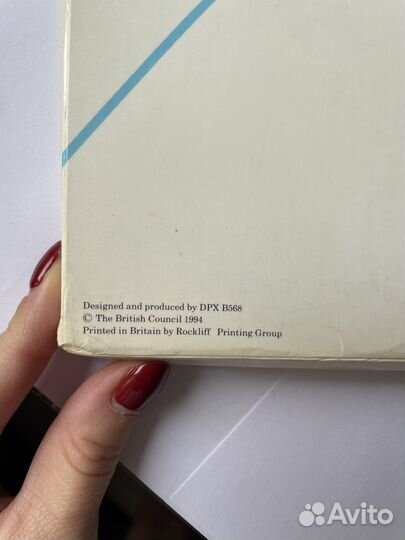 Designed and produced by DPX B568
© The British Council 1994
Printed in Britain by Rockliff Printing Group
Avito